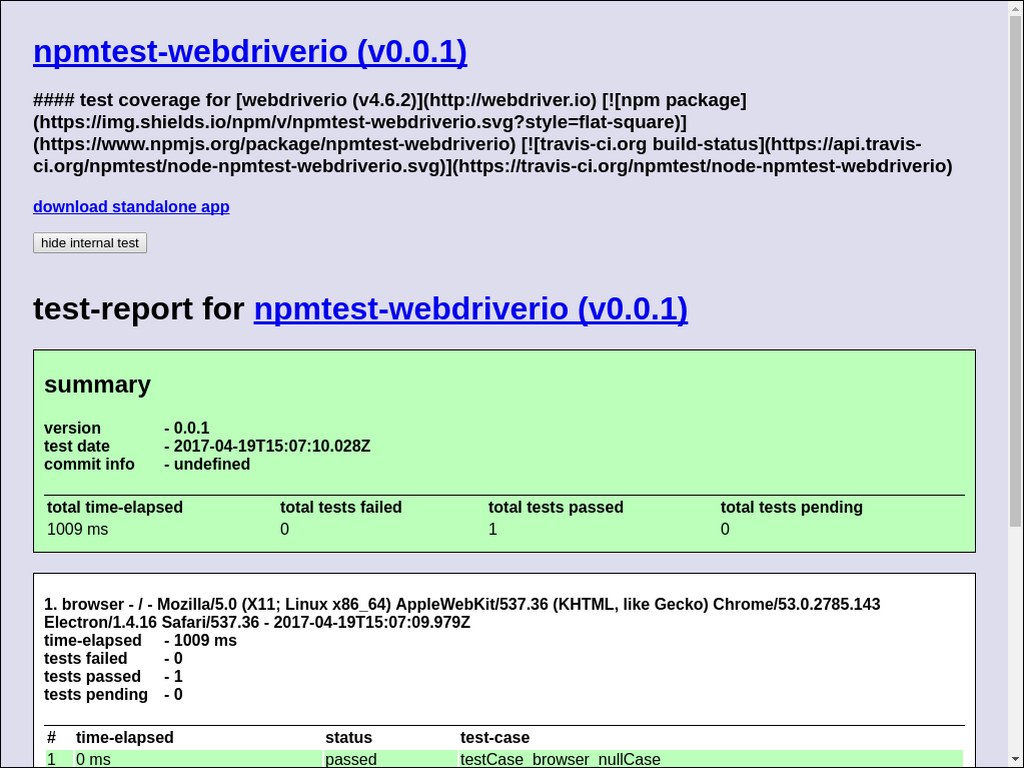 npmtest-webdriverio (v0.0.1)
#### test coverage for [webdriverio (v4.6.2)](http://webdriver.io) [![npm package]
(https://img.shields.io/npm/v/npmtest-webdriverio.svg?style=flat-square)]
(https://www.npmjs.org/package/npmtest-webdriverio) [![travis-ci.org build-status](https://api.travis-
ci.org/npmtest/node-npmtest-webdriverio.svg)](https://travis-ci.org/npmtest/node-npmtest-webdriverio)
download standalone app
hide internal test
test-report for npmtest-webdriverio (v0.0.1)
summary
version - 0.0.1
test date - 2017-04-19T15:07:10.028Z
commit info - undefined
total time-elapsed total tests failed total tests passed total tests pending
1009 ms 0 1 0
1. browser - / - Mozilla/5.0 (X11; Linux x86_64) AppleWebKit/537.36 (KHTML, like Gecko) Chrome/53.0.2785.143
Electron/1.4.16 Safari/537.36 - 2017-04-19T15:07:09.979Z
time-elapsed - 1009 ms
tests failed - 0
tests passed - 1
tests pending - 0
# time-elapsed status test-case
1 0 ms passed testCase_browser_nullCase